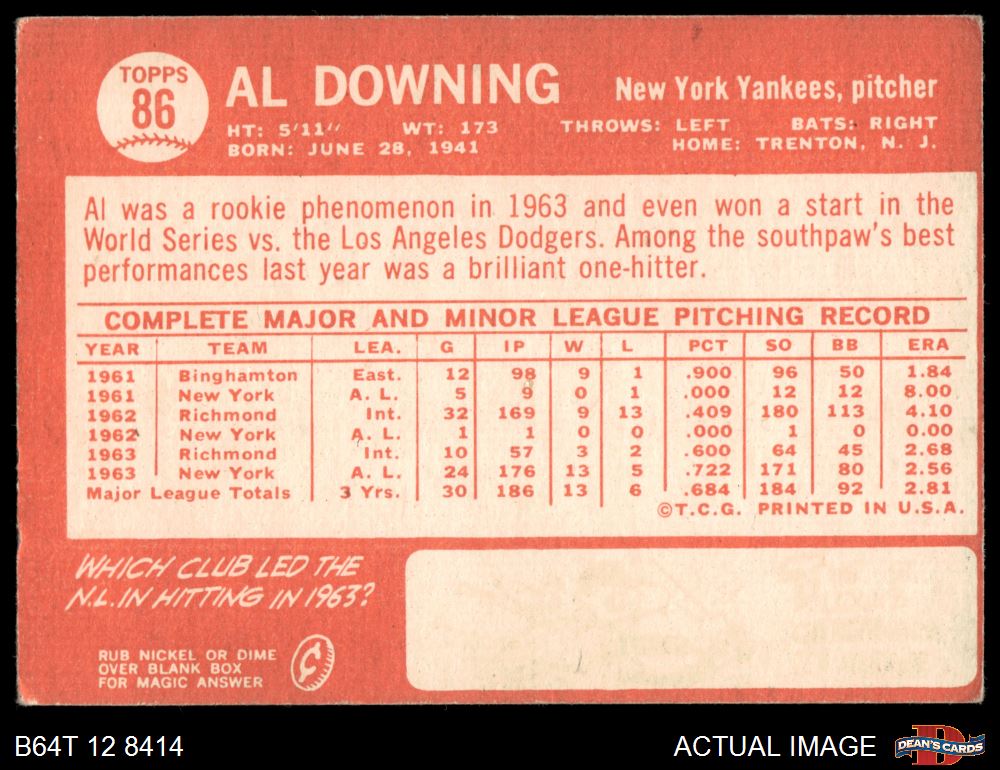 TOPPS
86
AL DOWNING
New York Yankees, pitcher
HT: 5'11" WT: 173 THROWS: LEFT BATS: RIGHT
BORN: JUNE 28, 1941 HOME: TRENTON, N. J.
Al was a rookie phenomenon in 1963 and even won a start in the
World Series vs. the Los Angeles Dodgers. Among the southpaw's best
performances last year was a brilliant one-hitter.
COMPLETE MAJOR AND MINOR LEAGUE PITCHING RECORD
YEAR TEAM LEA. G IP W L PCT SO BB ERA
1961 Binghamton East. 12 98 9 1 .900 96 50 1.84
1961 New York A. L. 5 9 0 1 .000 12 12 8.00
1962 Richmond Int. 32 169 9 13 .409 180 113 4.10
1962 New York A. L. 1 1 0 0 .000 1 0 0.00
1963 Richmond Int. 10 57 3 2 .600 64 45 2.68
1963 New York A. L. 24 176 13 5 .722 171 80 2.56
Major League Totals 3 Yrs. 30 186 13 6 .684 184 92 2.81
©T.C.G. PRINTED IN U.S.A.
WHICH CLUB LED THE
N.L. IN HITTING IN 1963?
RUB NICKEL OR DIME
OVER BLANK BOX
FOR MAGIC ANSWER
¢
B64T 12 8414 ACTUAL IMAGE
D
DEAN'S CARDS